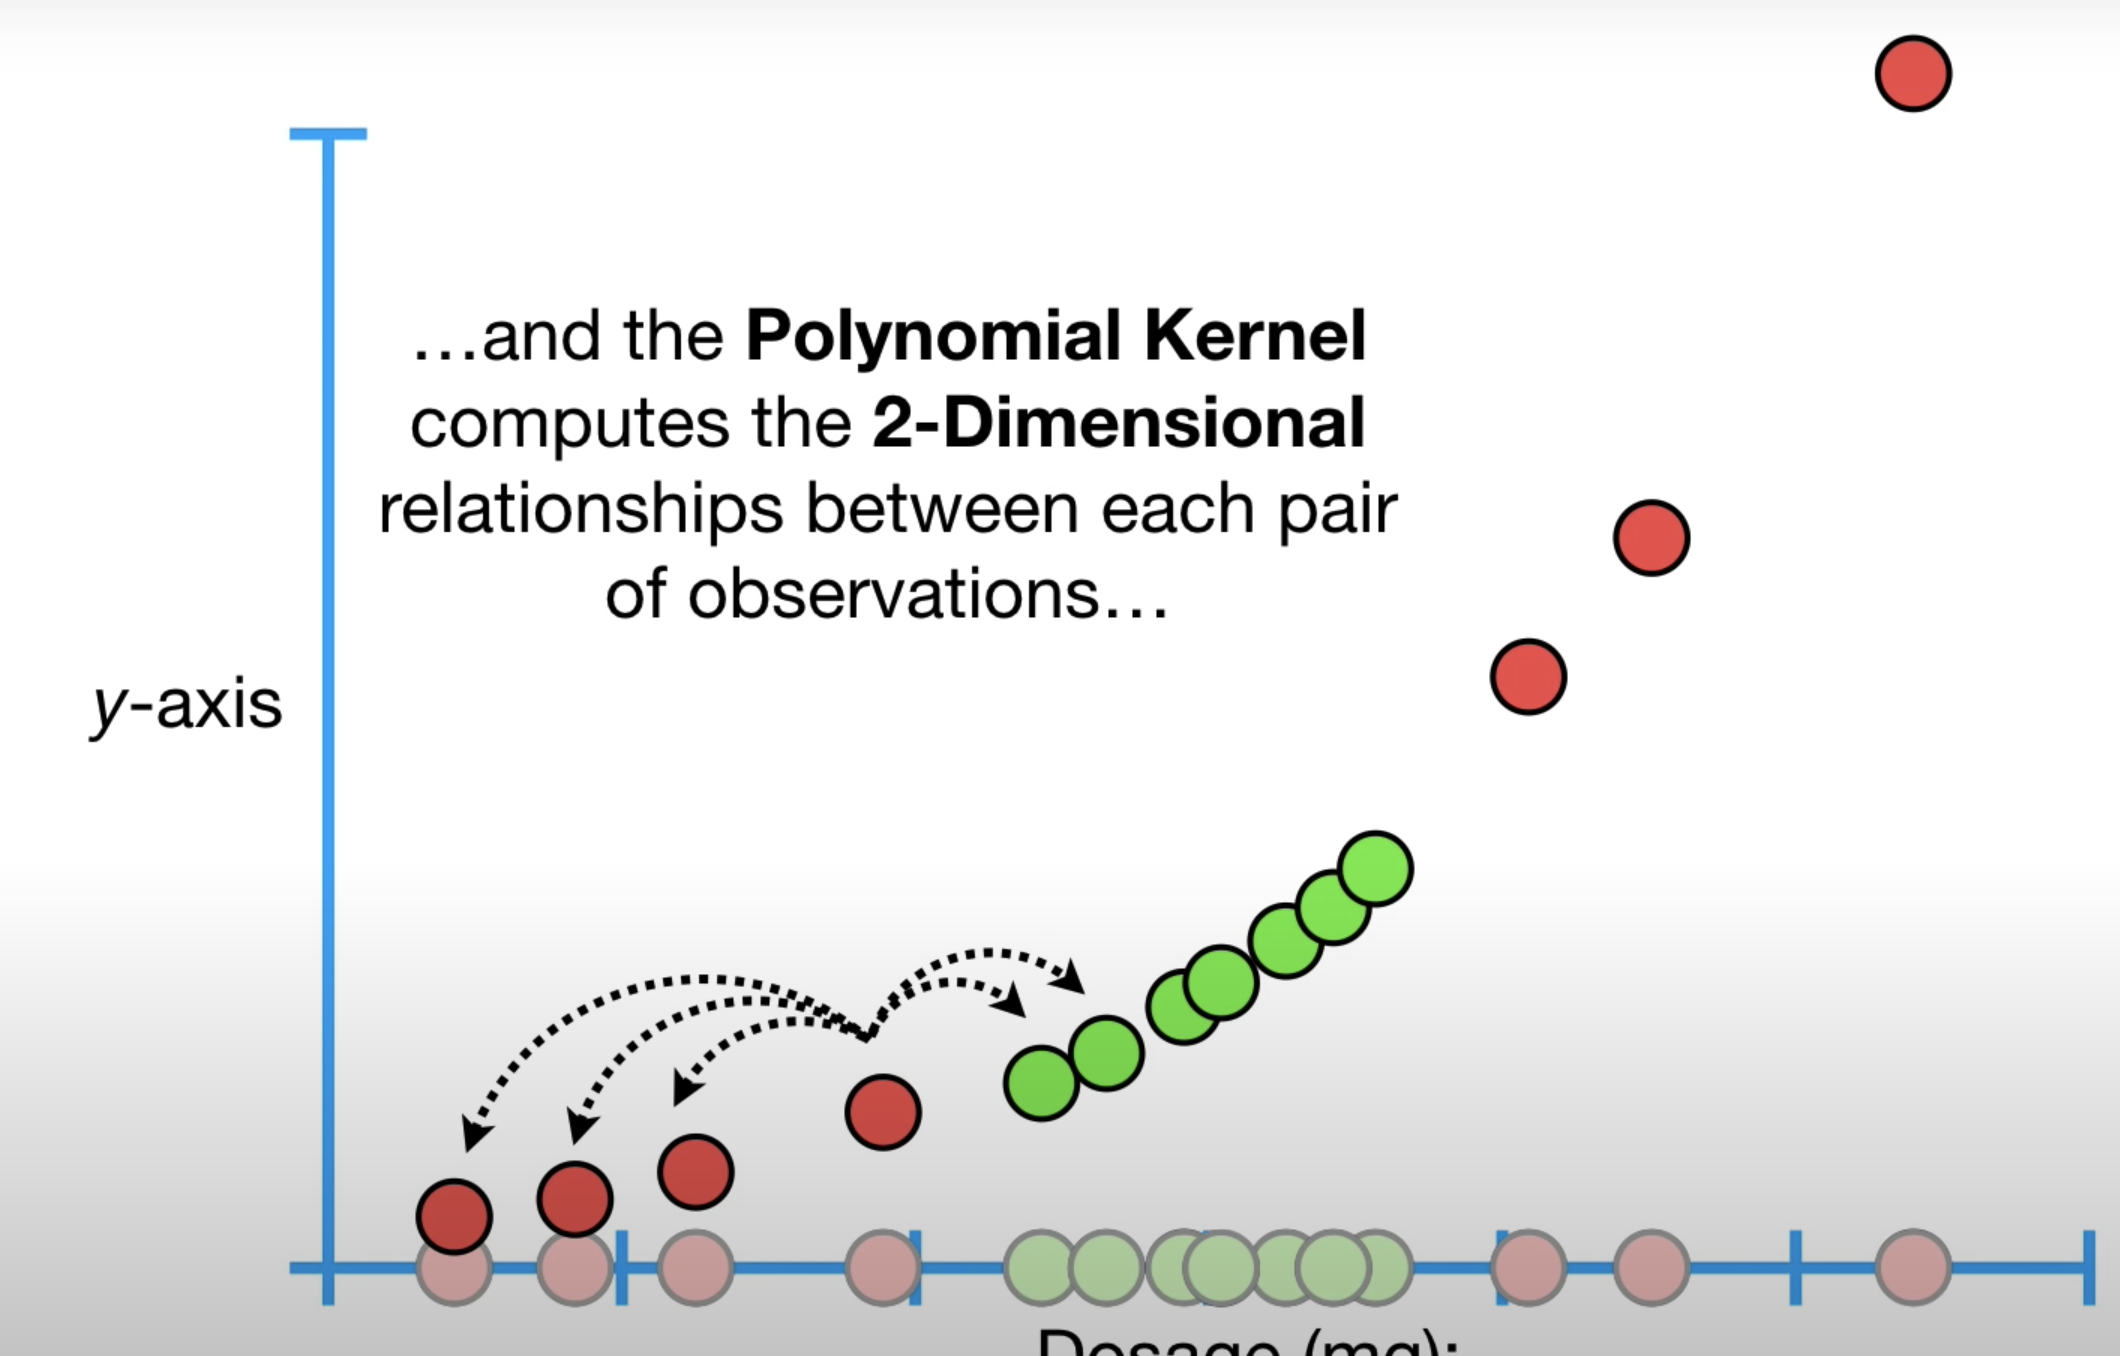 …and the Polynomial Kernel
computes the 2-Dimensional
relationships between each pair
of observations…
y-axis
Dosage (mg):